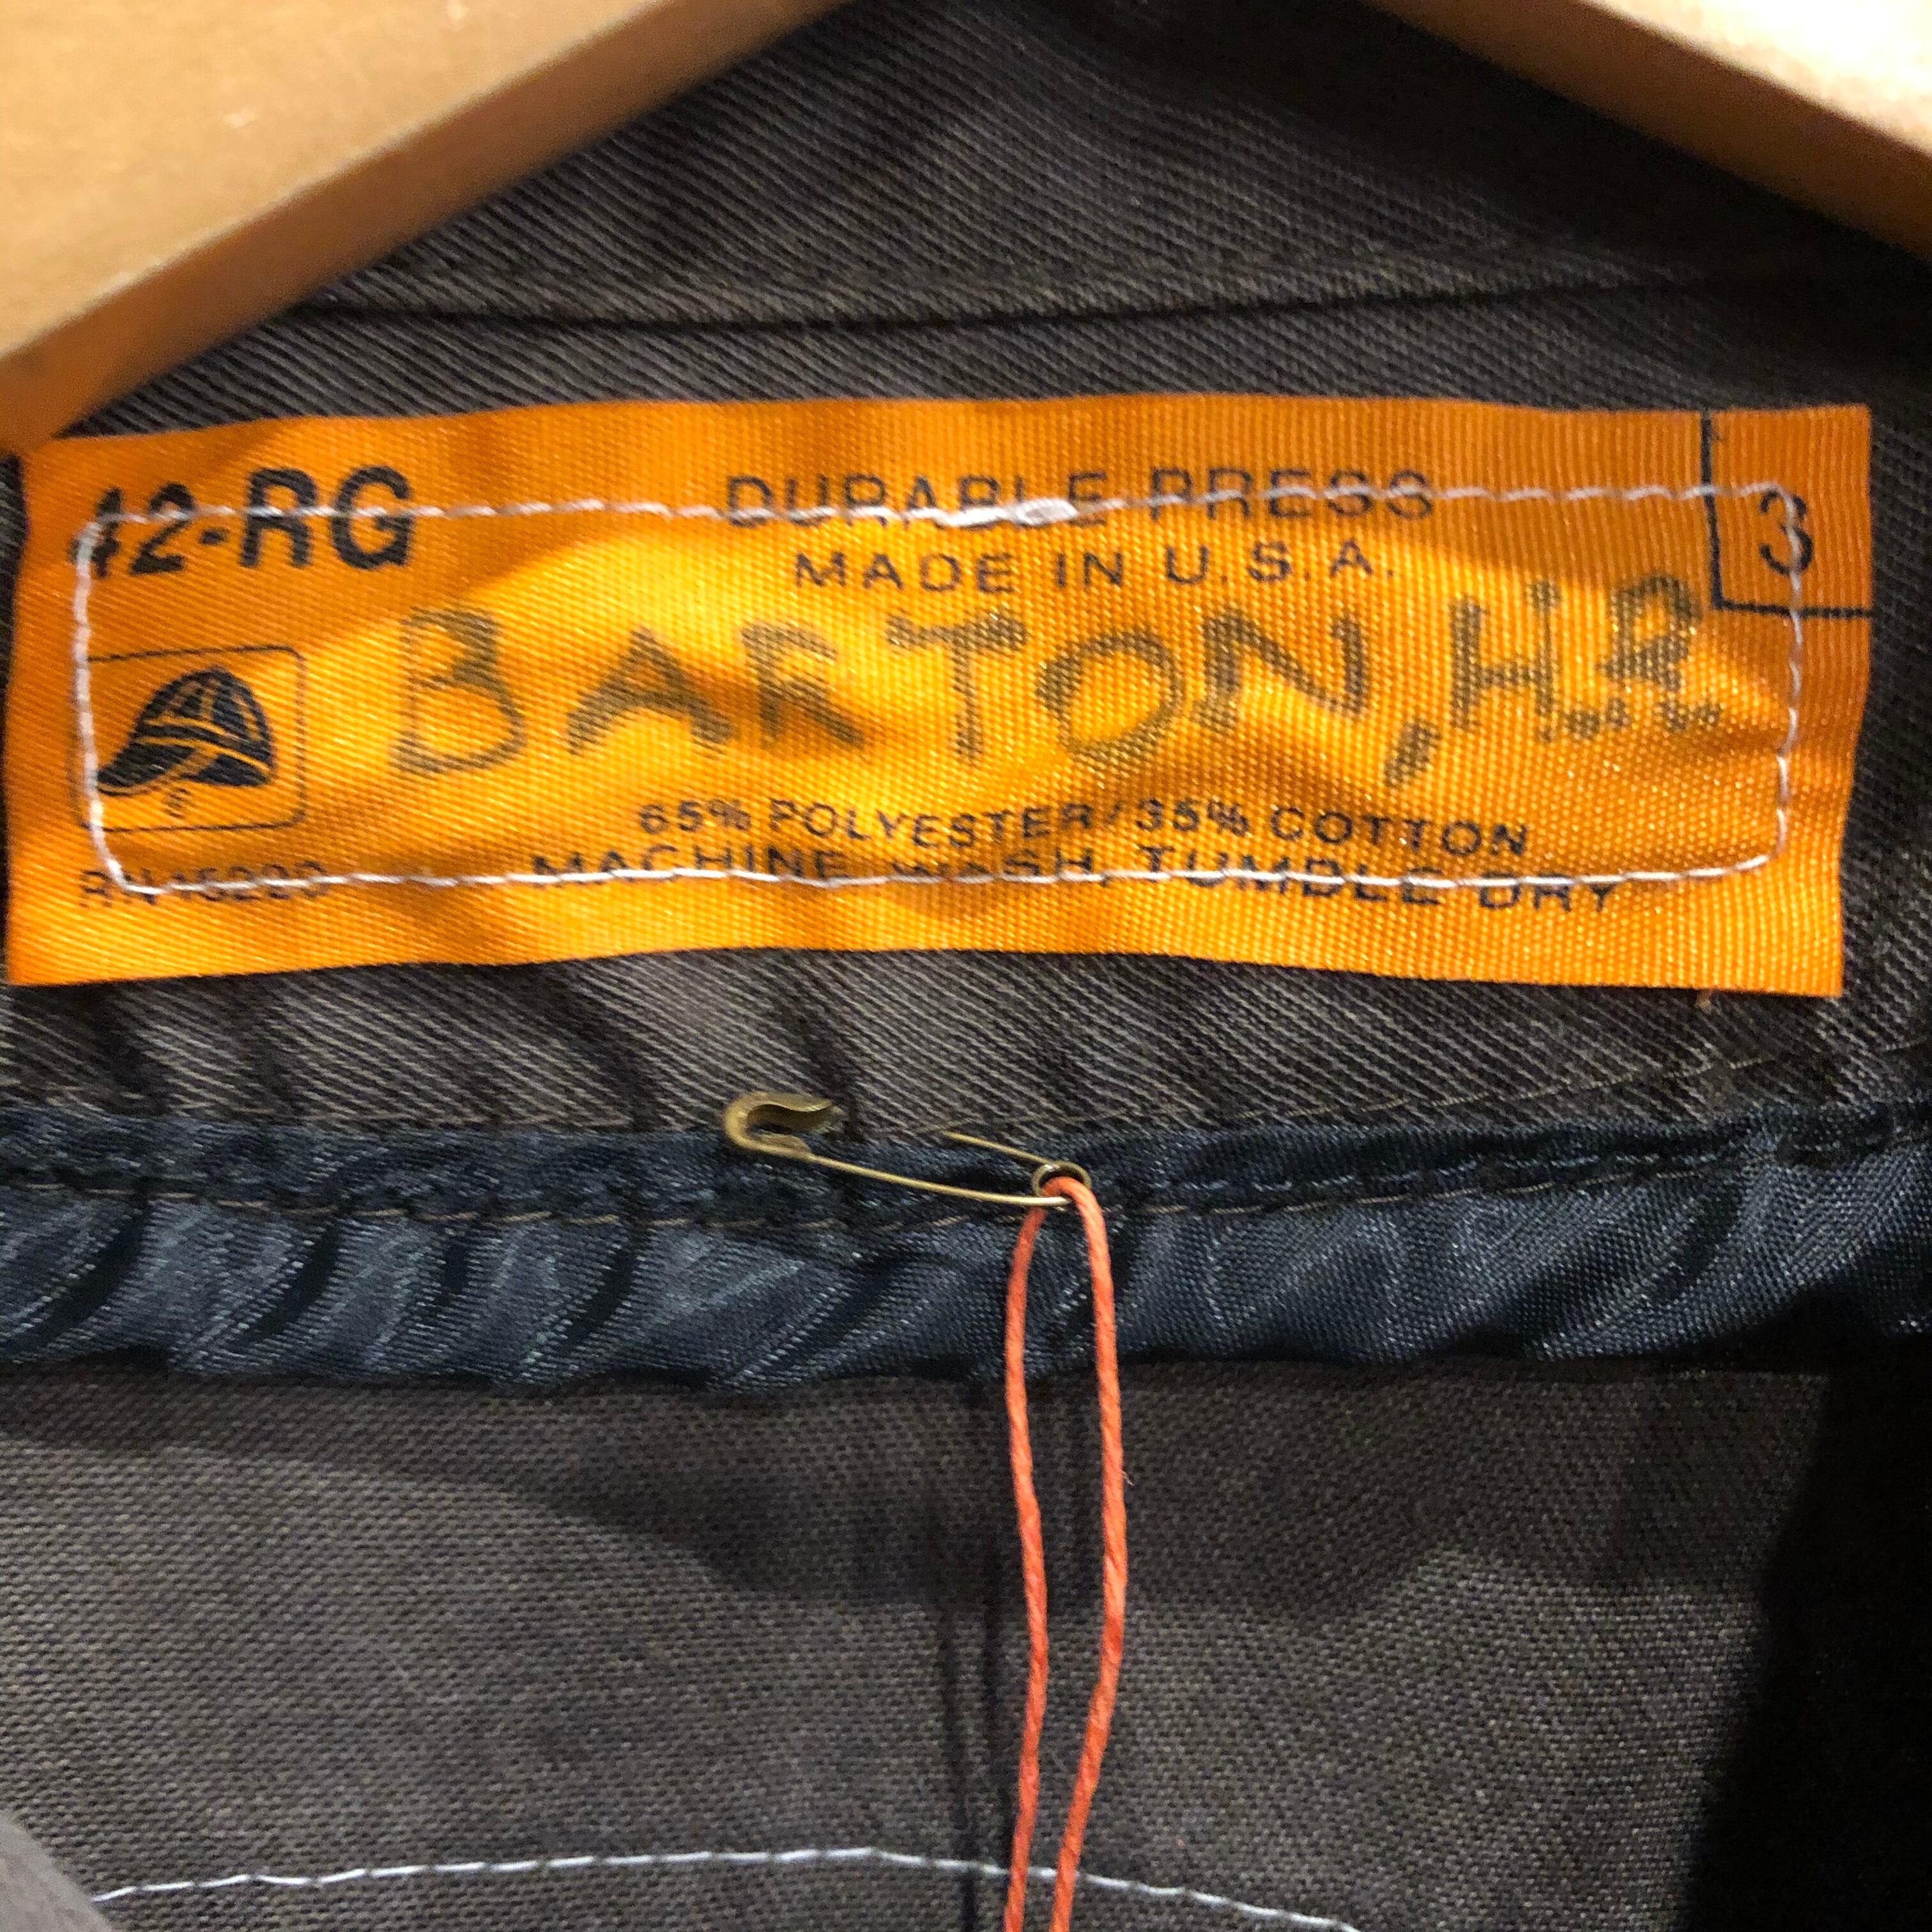 42-RG
DURABLE PRESS
MADE IN U.S.A.
3
BARTON, H.R.
65% POLYESTER/35% COTTON
MACHINE WASH, TUMBLE DRY